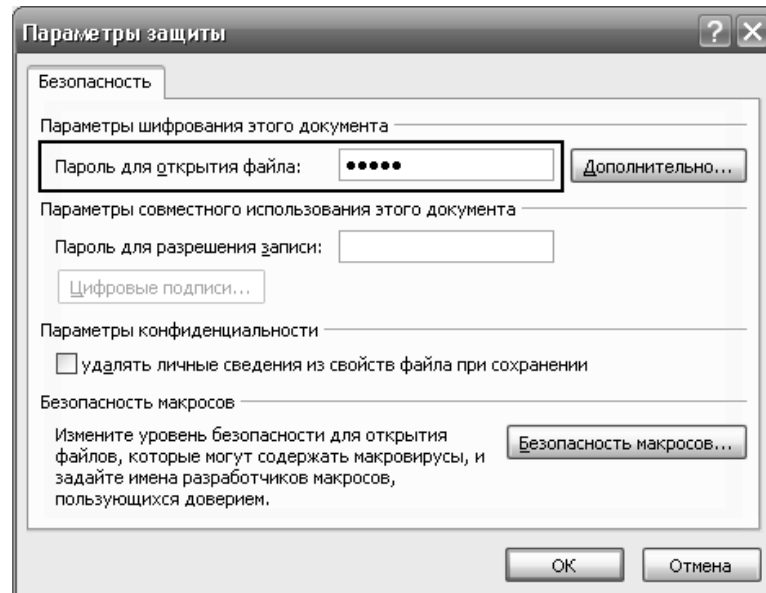 Параметры защиты
Безопасность
Параметры шифрования этого документа
Пароль для открытия файла: ●●●●● Дополнительно...
Параметры совместного использования этого документа
Пароль для разрешения записи:
Цифровые подписи...
Параметры конфиденциальности
удалять личные сведения из свойств файла при сохранении
Безопасность макросов
Измените уровень безопасности для открытия
файлов, которые могут содержать макровирусы, и
задайте имена разработчиков макросов,
пользующихся доверием.
Безопасность макросов...
ОК Отмена